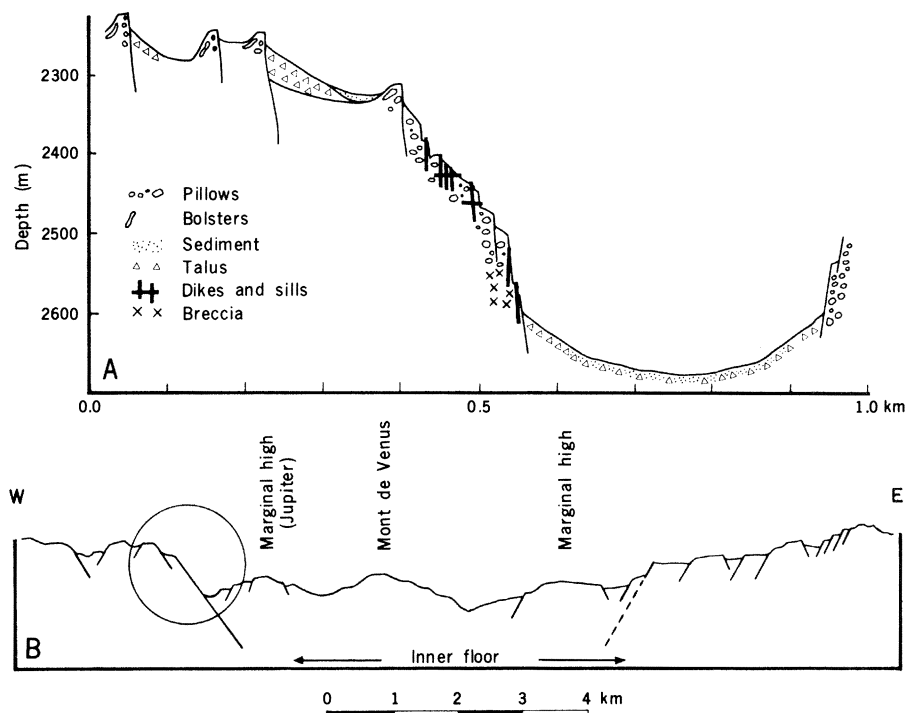 2300
2400
2500
2600
Depth (m)
Pillows
Bolsters
Sediment
Talus
Dikes and sills
Breccia
A
0.0
0.5
1.0 km
Marginal high
(Jupiter)
Mont de Venus
Marginal high
W
E
B
Inner floor
0 1 2 3 4 km